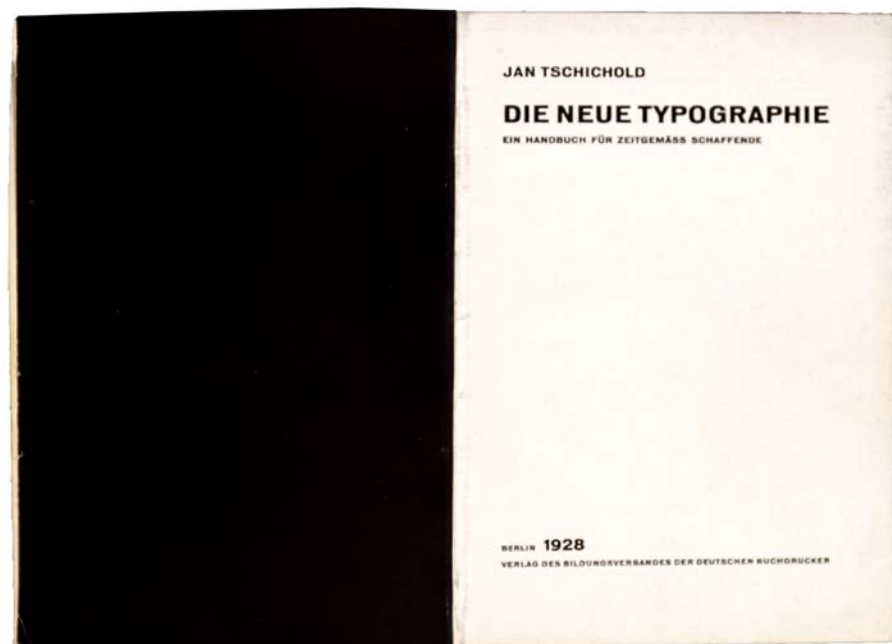 JAN TSCHICHOLD
DIE NEUE TYPOGRAPHIE
EIN HANDBUCH FÜR ZEITGEMÄSS SCHAFFENDE
BERLIN 1928
VERLAG DES BILDUNGSVERBANDES DER DEUTSCHEN BUCHDRUCKER